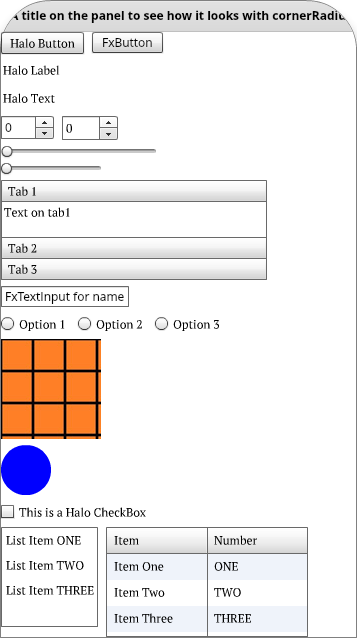 A title on the panel to see how it looks with cornerRadiu
Halo Button FxButton
Halo Label
Halo Text
0 0
Tab 1
Text on tab1
Tab 2
Tab 3
FxTextInput for name
Option 1 Option 2 Option 3
This is a Halo CheckBox
List Item ONE
List Item TWO
List Item THREE
Item Number
Item One ONE
Item Two TWO
Item Three THREE